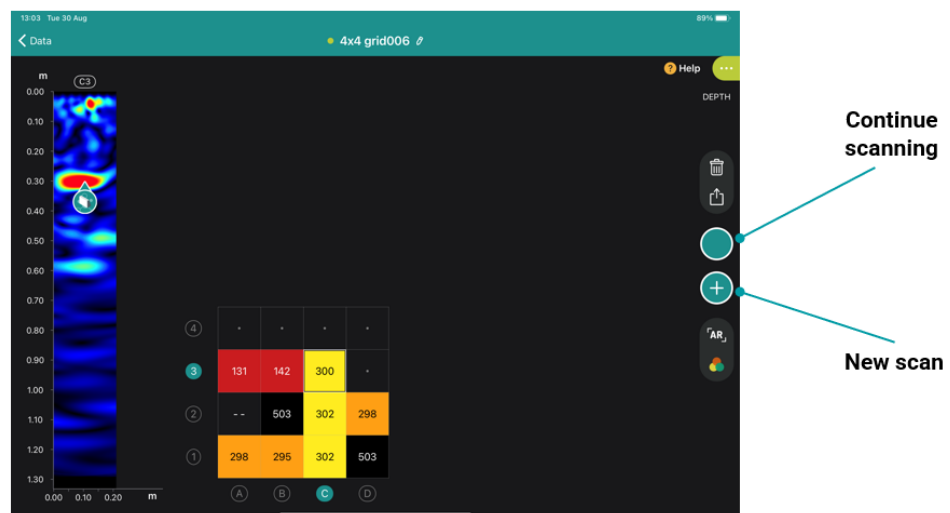 13:03 Tue 30 Aug
89%
Data
4x4 grid006
? Help
DEPTH
m
C3
0.00
0.10
0.20
0.30
0.40
0.50
0.60
0.70
0.80
0.90
1.00
1.10
1.20
1.30
0.00 0.10 0.20 m
4
3 131 142 300
2 -- 503 302 298
1 298 295 302 503
A B C D
AR
Continue
scanning
New scan